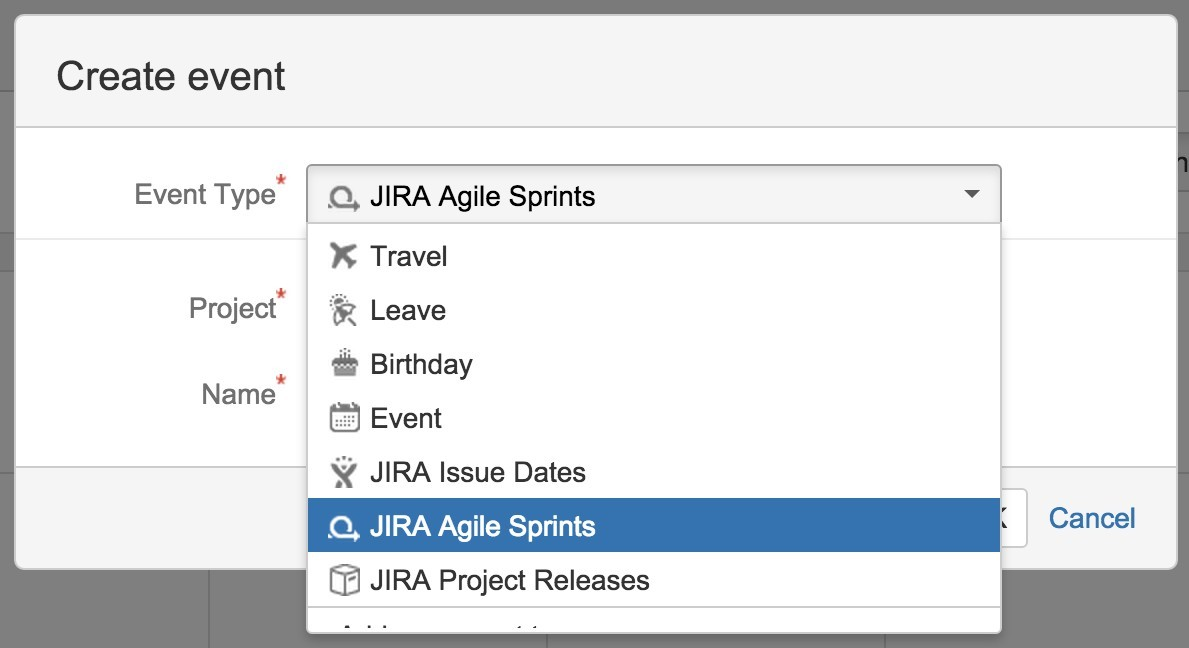 Create event
Event Type*
JIRA Agile Sprints
Travel
Leave
Birthday
Event
JIRA Issue Dates
JIRA Agile Sprints
JIRA Project Releases
Project*
Name*
Cancel